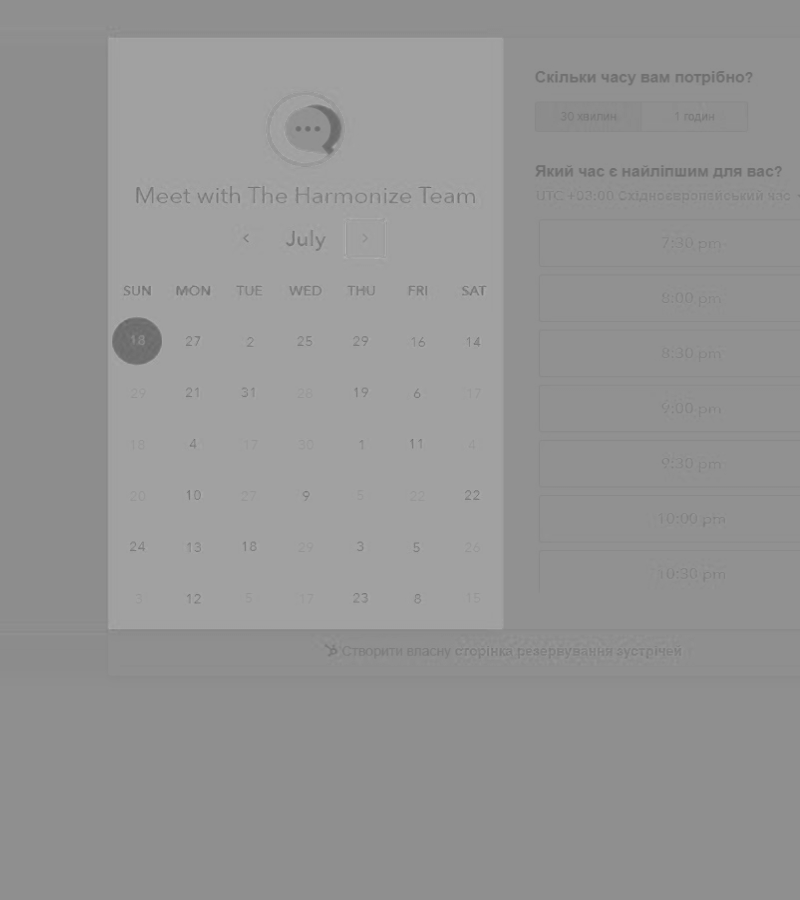 Meet with The Harmonize Team
July
SUN MON TUE WED THU FRI SAT
18 27 2 25 29 16 14
29 21 31 28 19 6 17
18 4 17 30 1 11 4
20 10 27 9 5 22 22
24 13 18 29 3 5 26
3 12 5 17 23 8 15
Скільки часу вам потрібно?
30 хвилин 1 годин
Який час є найліпшим для вас?
UTC +03:00 Східноєвропейський час
7:30 pm
8:00 pm
8:30 pm
9:00 pm
9:30 pm
10:00 pm
10:30 pm
Створити власну сторінка резервування зустрічей